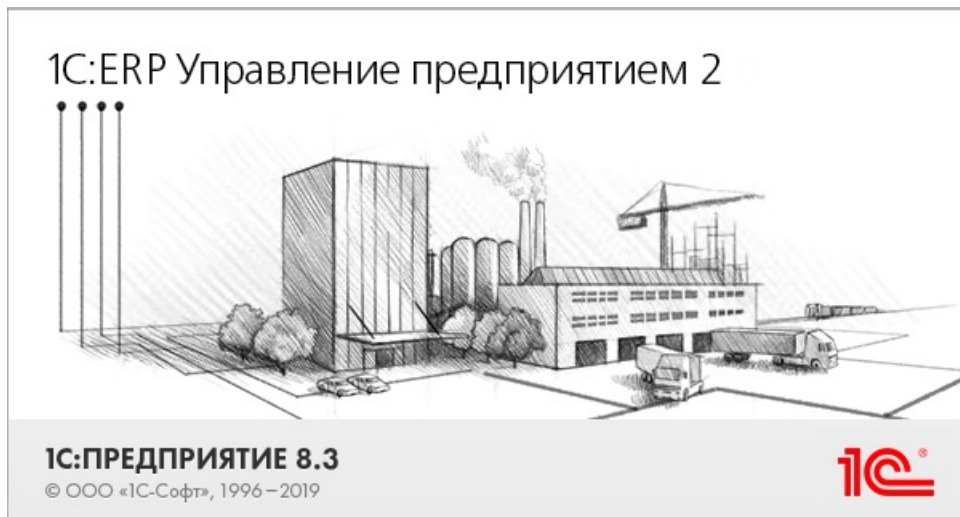 1С:ERP Управление предприятием 2
1С:ПРЕДПРИЯТИЕ 8.3
© ООО «1С-Софт», 1996–2019
1С®